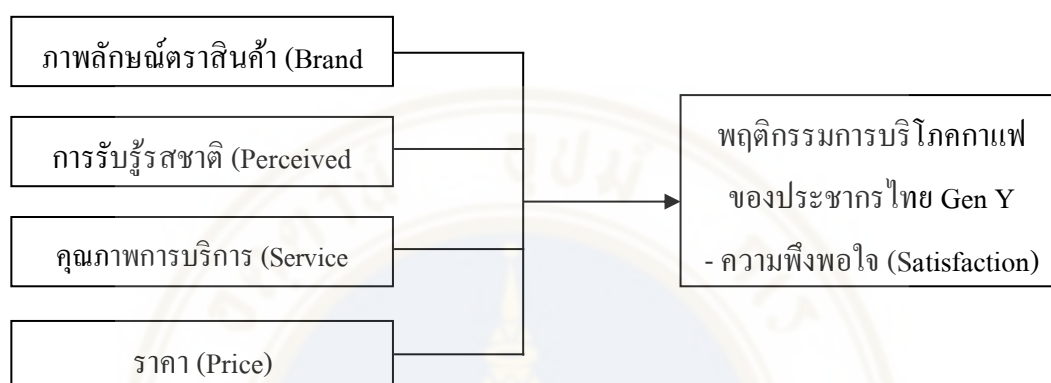 ภาพลักษณ์ตราสินค้า (Brand
การรับรู้รสชาติ (Perceived
คุณภาพการบริการ (Service
ราคา (Price)
พฤติกรรมการบริโภคกาแฟ
ของประชากรไทย Gen Y
- ความพึงพอใจ (Satisfaction)